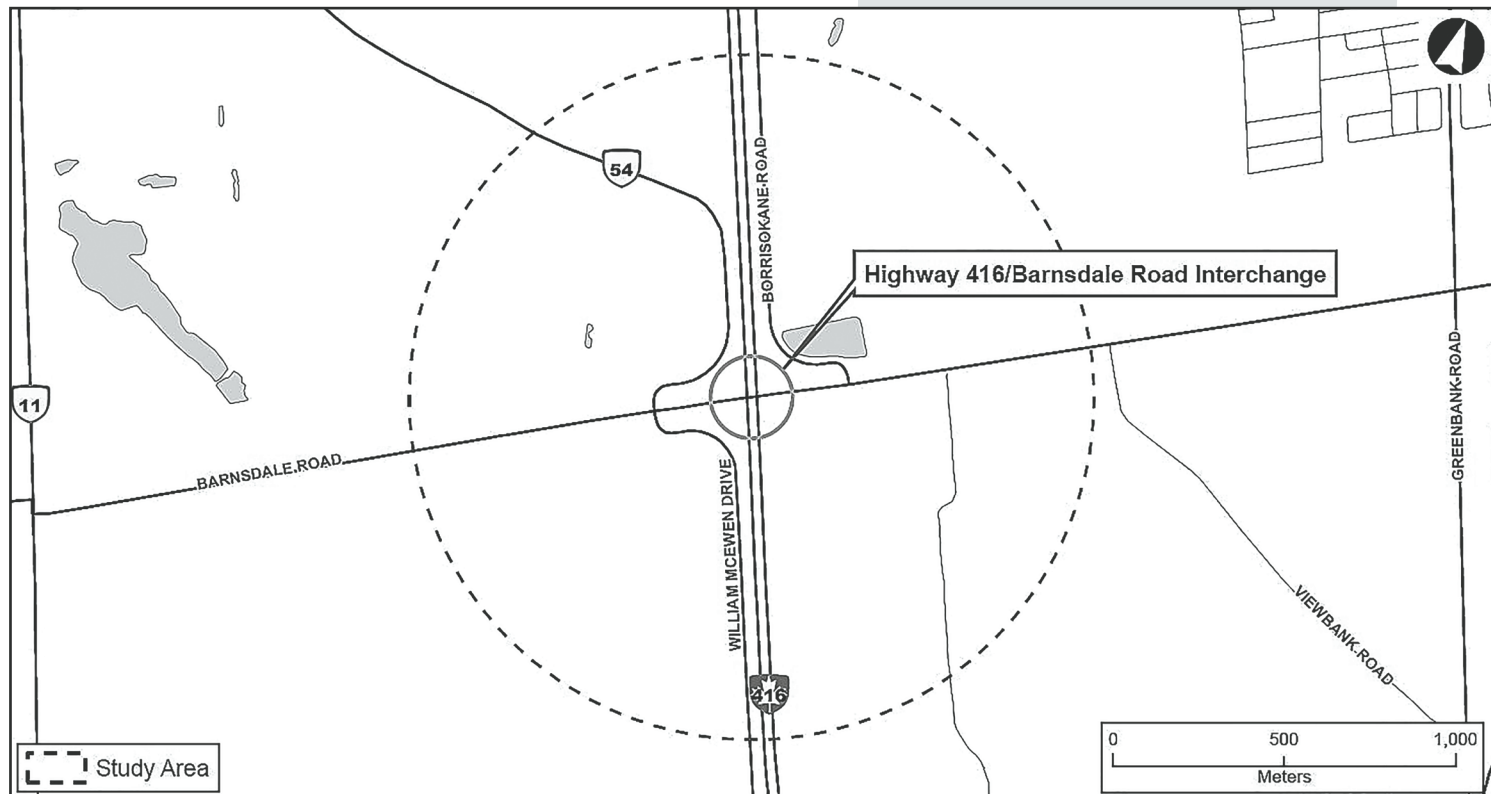 54
BORRISOKANE ROAD
Highway 416/Barnsdale Road Interchange
11
BARNSDALE ROAD
GREENBANK ROAD
WILLIAM MCEWEN DRIVE
VIEWBANK ROAD
416
Study Area
0 500 1,000
Meters